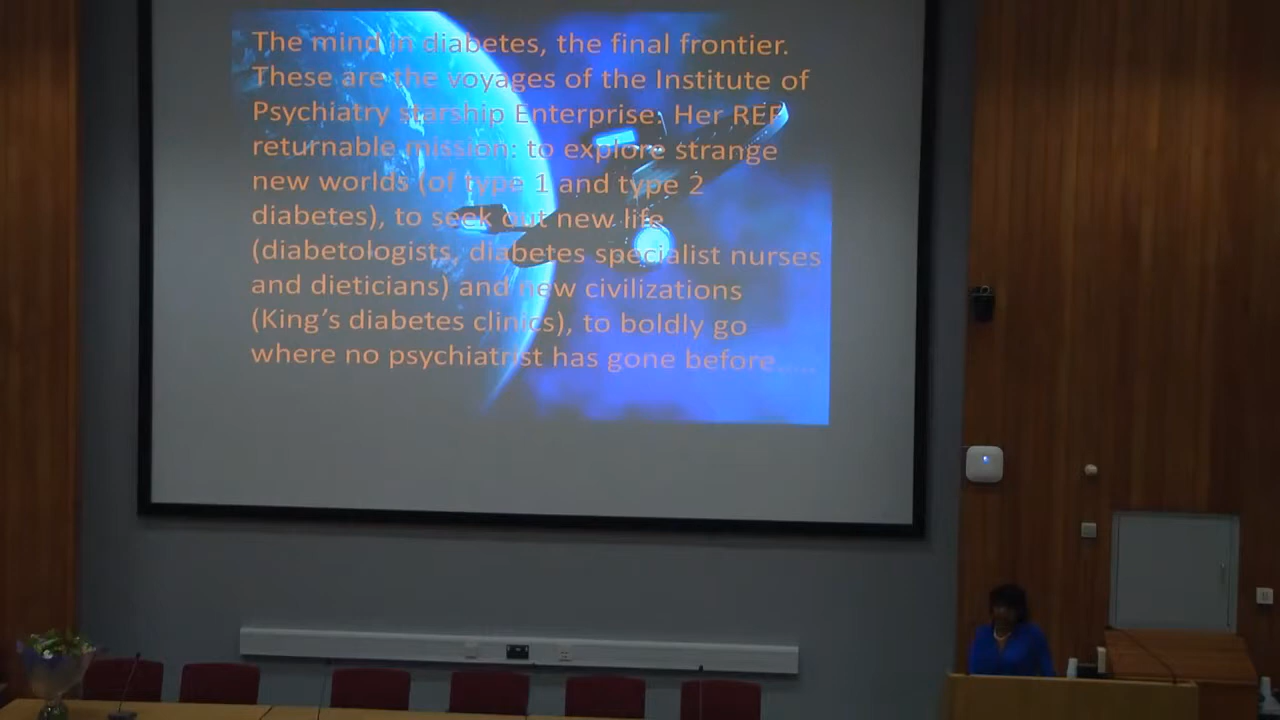 The mind in diabetes, the final frontier.
These are the voyages of the Institute of
Psychiatry starship Enterprise. Her REF
returnable mission: to explore strange
new worlds (of type 1 and type 2
diabetes), to seek out new life
(diabetologists, diabetes specialist nurses
and dieticians) and new civilizations
(King's diabetes clinics), to boldly go
where no psychiatrist has gone before.....